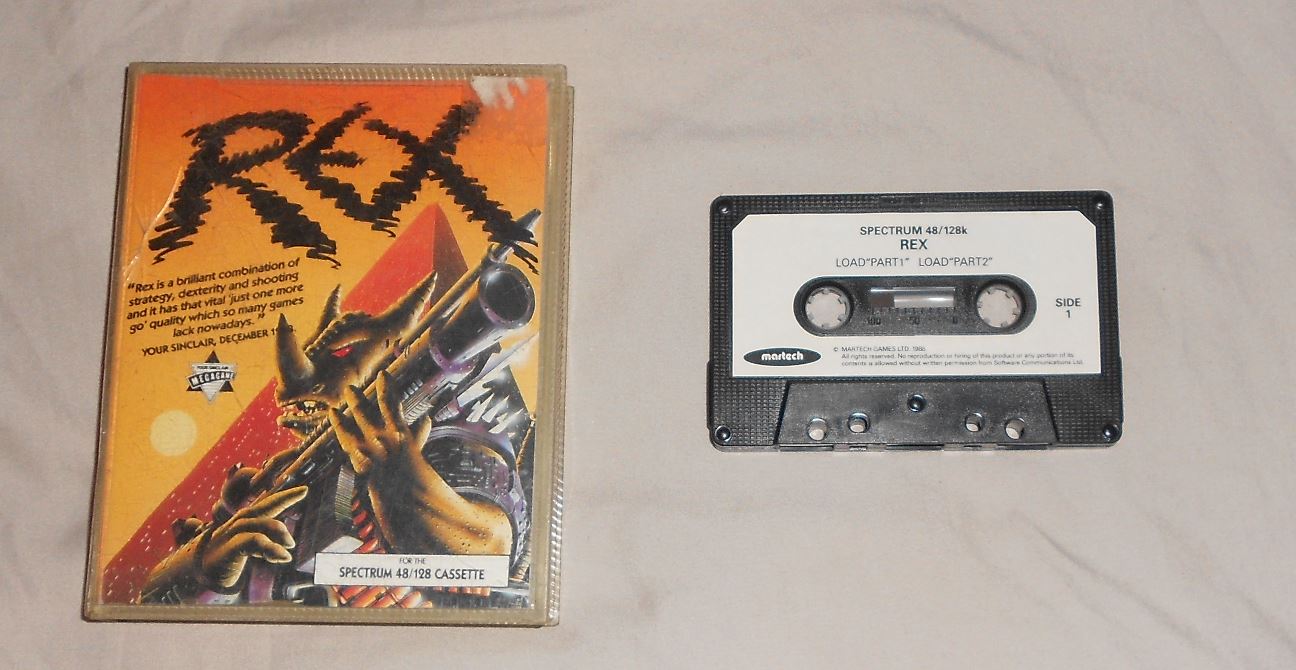 REX
"Rex is a brilliant combination of
strategy, dexterity and shooting
and it has that vital 'just one more
go' quality which so many games
lack nowadays."
YOUR SINCLAIR, DECEMBER
YOUR SINCLAIR
MEGAGAME
FOR THE
SPECTRUM 48/128 CASSETTE
SPECTRUM 48/128k
REX
LOAD"PART1" LOAD"PART2"
100 50 0
SIDE
1
martech
© MARTECH GAMES LTD. 1988
All rights reserved. No reproduction or hiring of this product or any portion of its
contents is allowed without written permission from Software Communications Ltd.